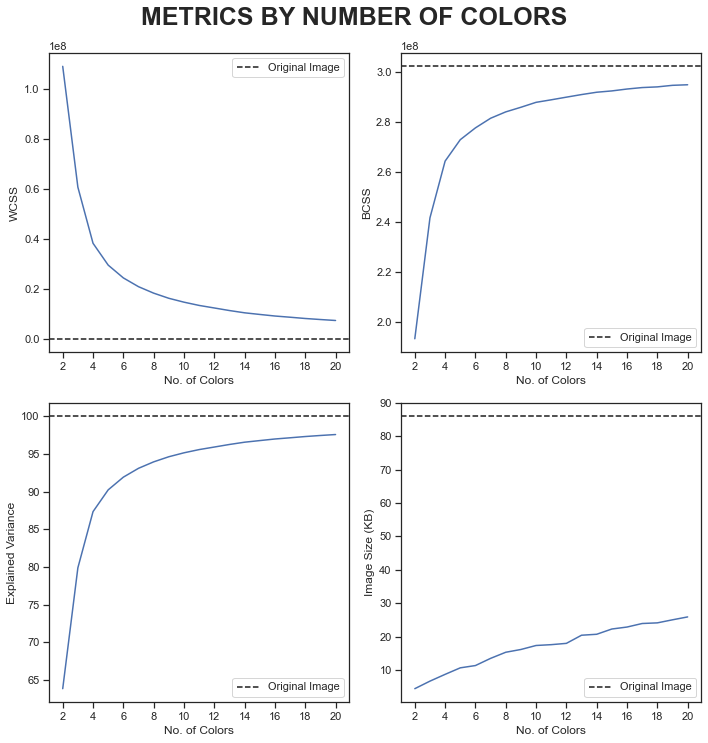 METRICS BY NUMBER OF COLORS
1e8
Original Image
1.0
0.8
0.6
0.4
0.2
0.0
WCSS
2 4 6 8 10 12 14 16 18 20
No. of Colors
1e8
3.0
2.8
2.6
2.4
2.2
2.0
BCSS
Original Image
2 4 6 8 10 12 14 16 18 20
No. of Colors
100
95
90
85
80
75
70
65
Explained Variance
Original Image
2 4 6 8 10 12 14 16 18 20
No. of Colors
90
80
70
60
50
40
30
20
10
Image Size (KB)
Original Image
2 4 6 8 10 12 14 16 18 20
No. of Colors